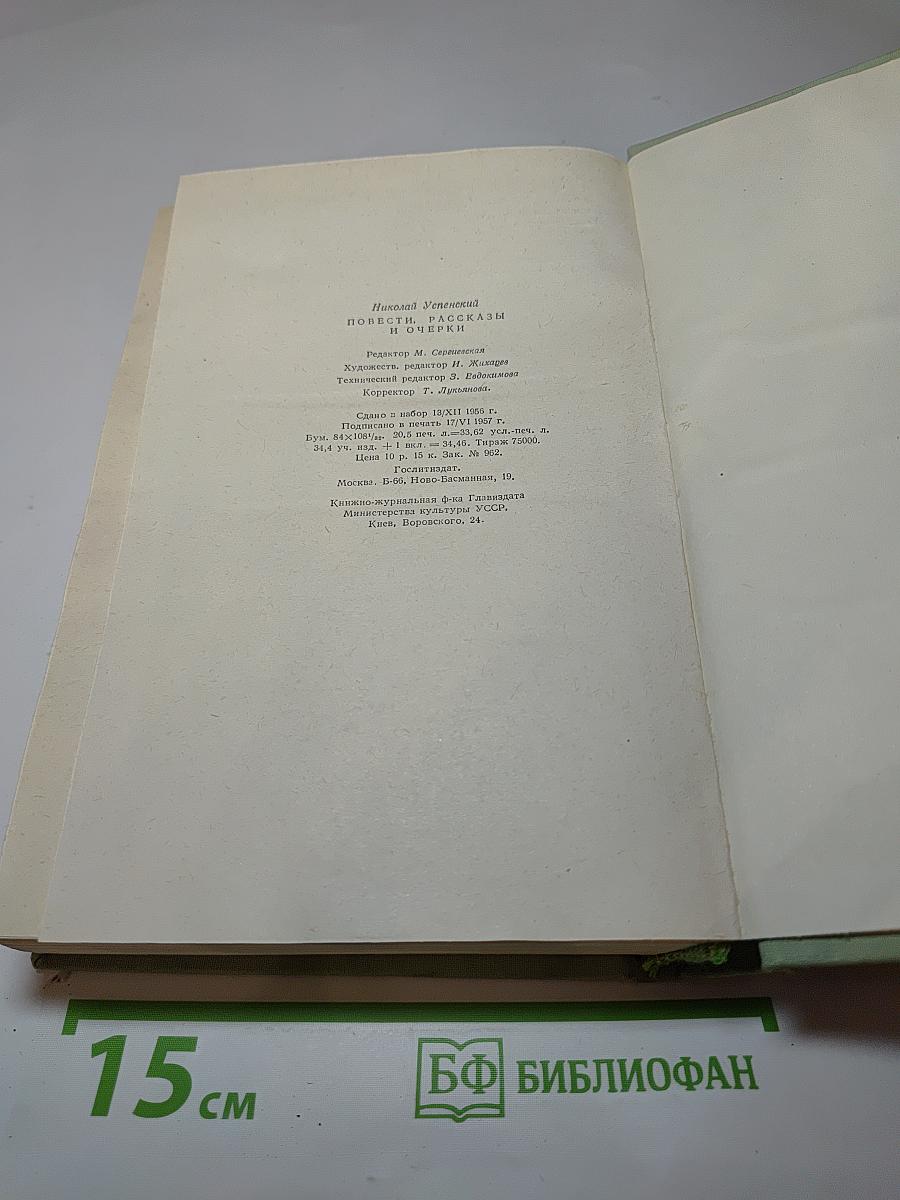 Николай Успенский
ПОВЕСТИ, РАССКАЗЫ
И ОЧЕРКИ
Редактор М. Сергиевская
Художеств. редактор И. Жихарев
Технический редактор З. Евдокимова
Корректор Т. Лукьянова.
Сдано в набор 13/XII 1956 г.
Подписано в печать 17/VI 1957 г.
Бум. 84×108¹/₃₂. 20,5 печ. л.=33,62 усл.-печ. л.
34,4 уч. изд. + 1 вкл. = 34,46. Тираж 75000.
Цена 10 р. 15 к. Зак. № 962.
Гослитиздат.
Москва. Б-66, Ново-Басманная, 19.
Книжно-журнальная ф-ка Главиздата
Министерства культуры УССР.
Киев, Воровского, 24.
15 см
БФ БИБЛИОФАН